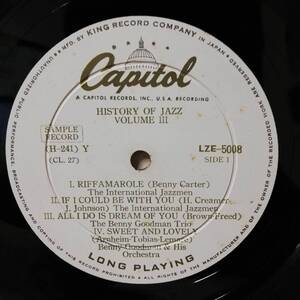 MFG. BY KING RECORD COMPANY IN JAPAN
Capitol
A CAPITOL RECORDS, INC., U.S.A. RECORDING
HISTORY OF JAZZ
VOLUME III
SAMPLE
RECORD
(H-241) Y
(CL. 27)
LZE-5008
SIDE 1
I. RIFFAMAROLE (Benny Carter)
The International Jazzmen
II. IF I COULD BE WITH YOU (H. Creamer-
J. Johnson) The International Jazzmen
III. ALL I DO IS DREAM OF YOU (Brown-Freed)
The Benny Goodman Trio
IV. SWEET AND LOVELY
(Arnheim-Tobias-Lemare)
Benny Goodman & His
Orchestra
LONG PLAYING